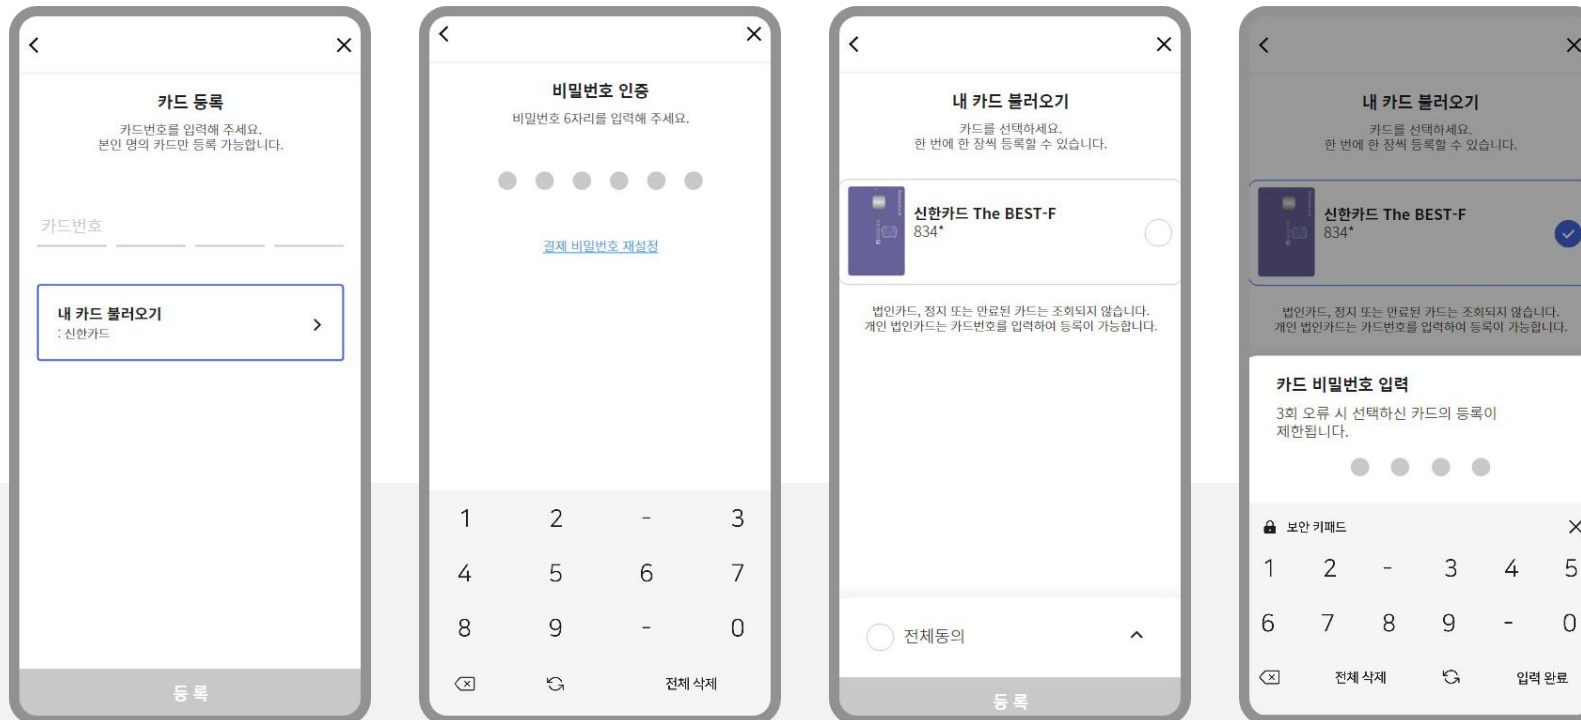 카드 등록
카드번호를 입력해 주세요.
본인 명의 카드만 등록 가능합니다.
카드번호
내 카드 불러오기
: 신한카드
등 록
비밀번호 인증
비밀번호 6자리를 입력해 주세요.
결제 비밀번호 재설정
1 2 - 3
4 5 6 7
8 9 - 0
전체 삭제
내 카드 불러오기
카드를 선택하세요.
한 번에 한 장씩 등록할 수 있습니다.
신한카드 The BEST-F
834*
법인카드, 정지 또는 만료된 카드는 조회되지 않습니다.
개인 법인카드는 카드번호를 입력하여 등록이 가능합니다.
전체동의
등 록
내 카드 불러오기
카드를 선택하세요.
한 번에 한 장씩 등록할 수 있습니다.
신한카드 The BEST-F
834*
법인카드, 정지 또는 만료된 카드는 조회되지 않습니다.
개인 법인카드는 카드번호를 입력하여 등록이 가능합니다.
카드 비밀번호 입력
3회 오류 시 선택하신 카드의 등록이
제한됩니다.
보안 키패드
1 2 - 3 4 5
6 7 8 9 - 0
전체 삭제 입력 완료